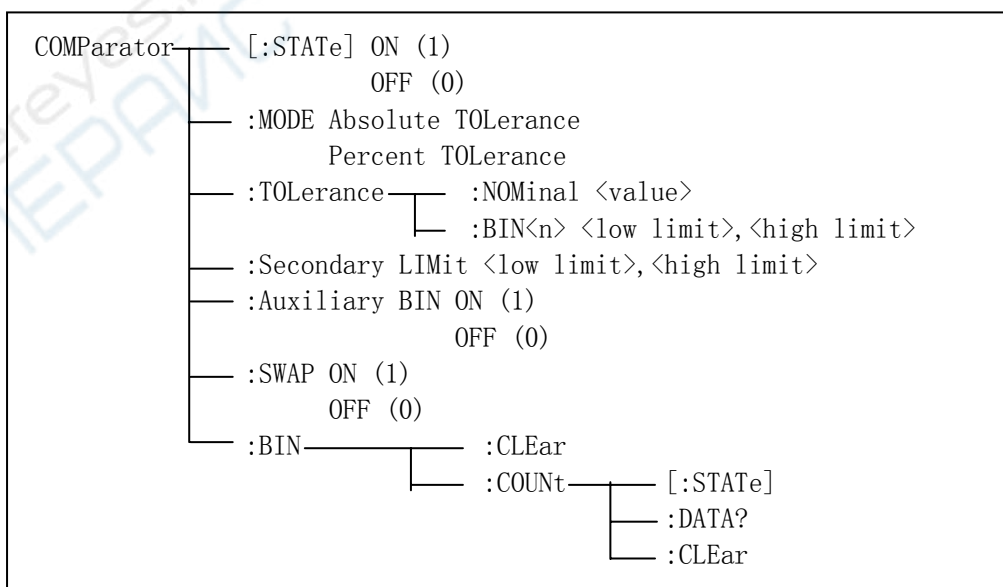 COMParator [:STATe] ON (1)
OFF (0)
:MODE Absolute TOLerance
Percent TOLerance
:TOLerance :NOMinal <value>
:BIN<n> <low limit>,<high limit>
:Secondary LIMit <low limit>,<high limit>
:Auxiliary BIN ON (1)
OFF (0)
:SWAP ON (1)
OFF (0)
:BIN :CLEar
:COUNt [:STATe]
:DATA?
:CLEar